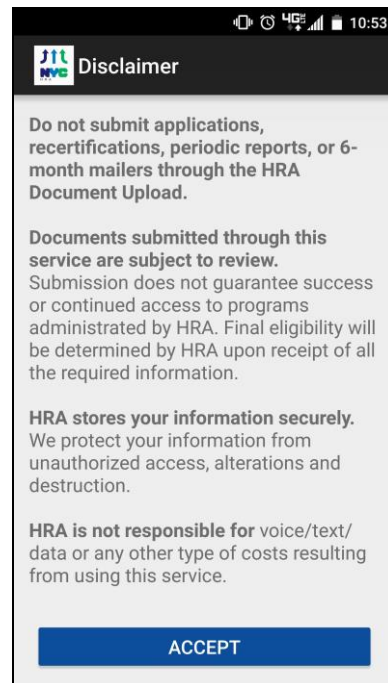 4G 10:53
NYC Disclaimer
Do not submit applications,
recertifications, periodic reports, or 6-
month mailers through the HRA
Document Upload.
Documents submitted through this
service are subject to review.
Submission does not guarantee success
or continued access to programs
administrated by HRA. Final eligibility will
be determined by HRA upon receipt of all
the required information.
HRA stores your information securely.
We protect your information from
unauthorized access, alterations and
destruction.
HRA is not responsible for voice/text/
data or any other type of costs resulting
from using this service.
ACCEPT